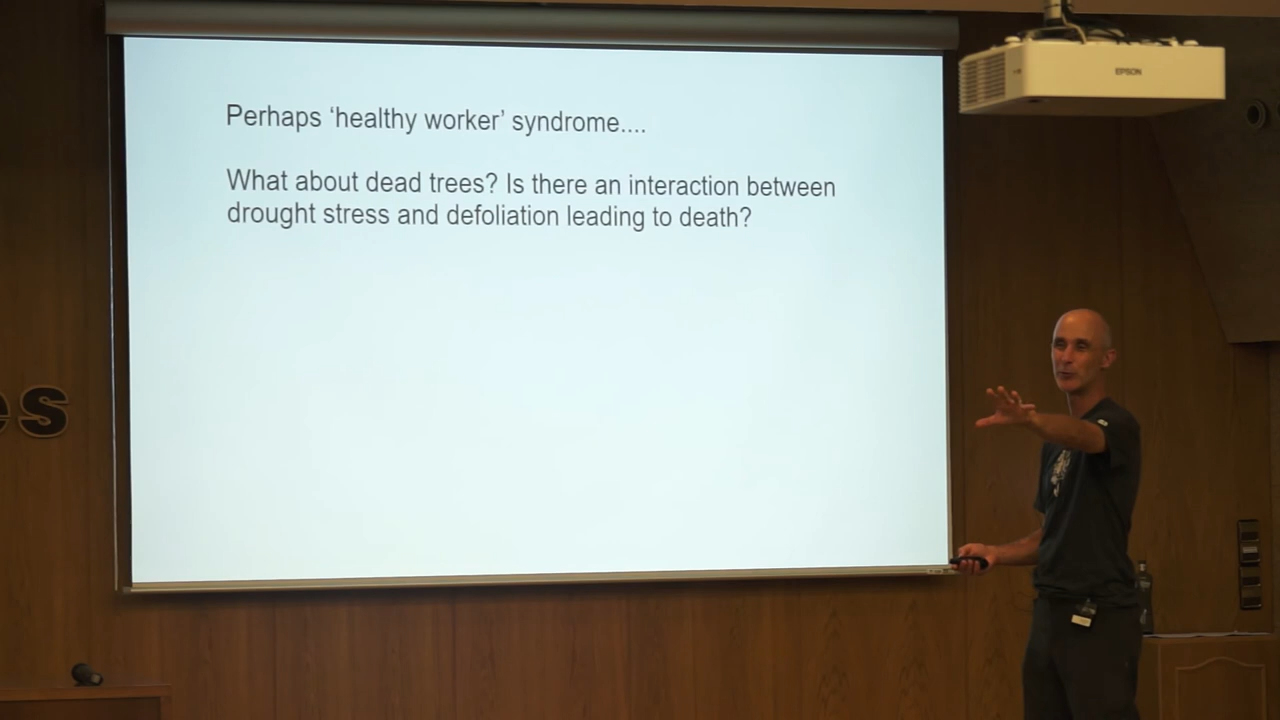 Perhaps ‘healthy worker’ syndrome....
What about dead trees? Is there an interaction between
drought stress and defoliation leading to death?
EPSON
es